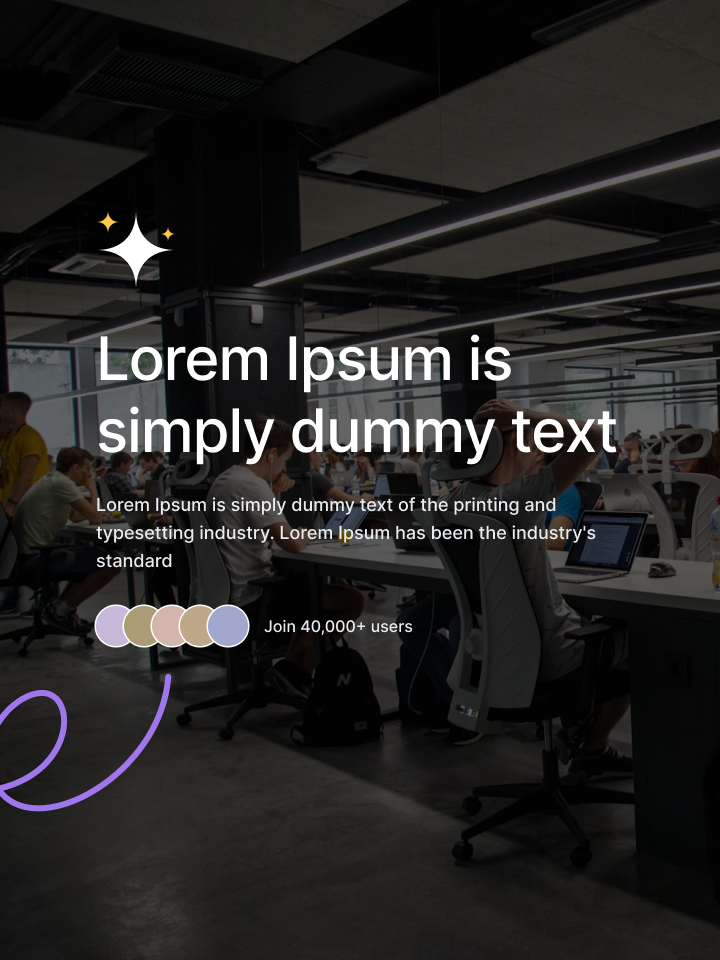 Lorem Ipsum is
simply dummy text
Lorem Ipsum is simply dummy text of the printing and
typesetting industry. Lorem Ipsum has been the industry's
standard
Join 40,000+ users
N